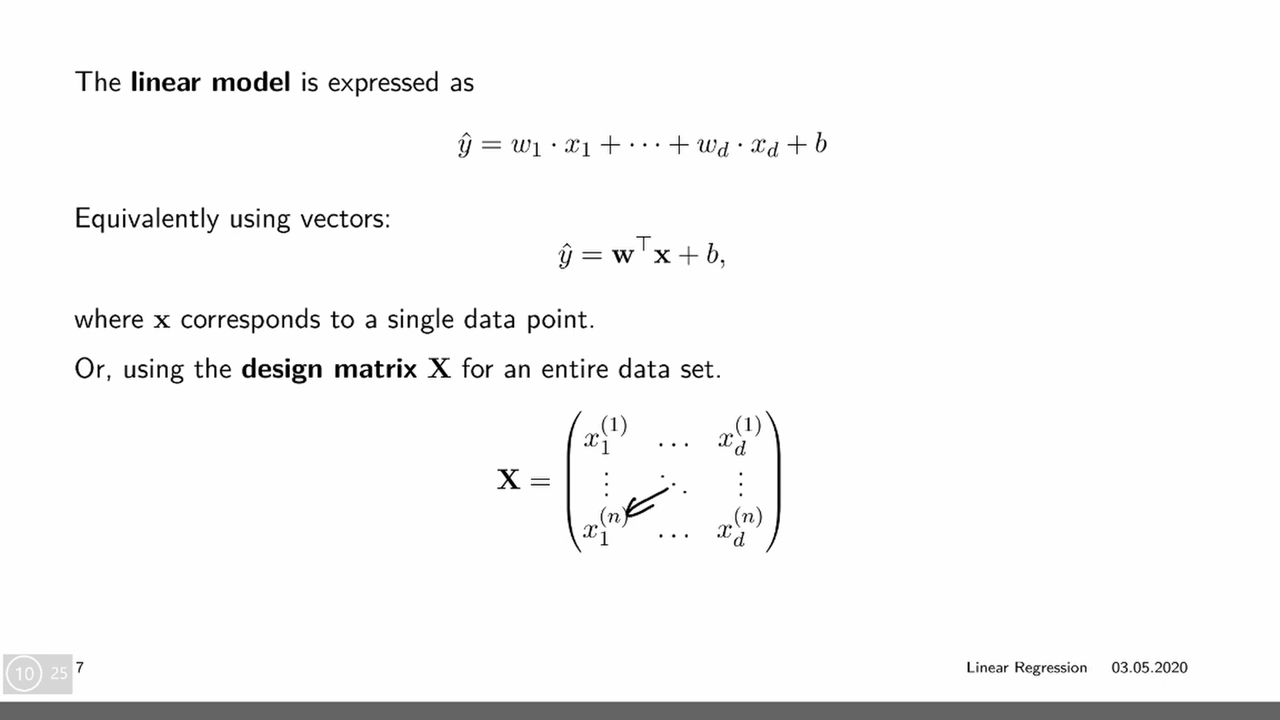 The linear model is expressed as
ŷ = w₁ · x₁ + ··· + w_d · x_d + b
Equivalently using vectors:
ŷ = w⊤x + b,
where x corresponds to a single data point.
Or, using the design matrix X for an entire data set.
x₁⁽¹⁾ … x_d⁽¹⁾
X = ⋮ ⋱ ⋮
x₁⁽ⁿ⁾ … x_d⁽ⁿ⁾
10 25 7 Linear Regression 03.05.2020